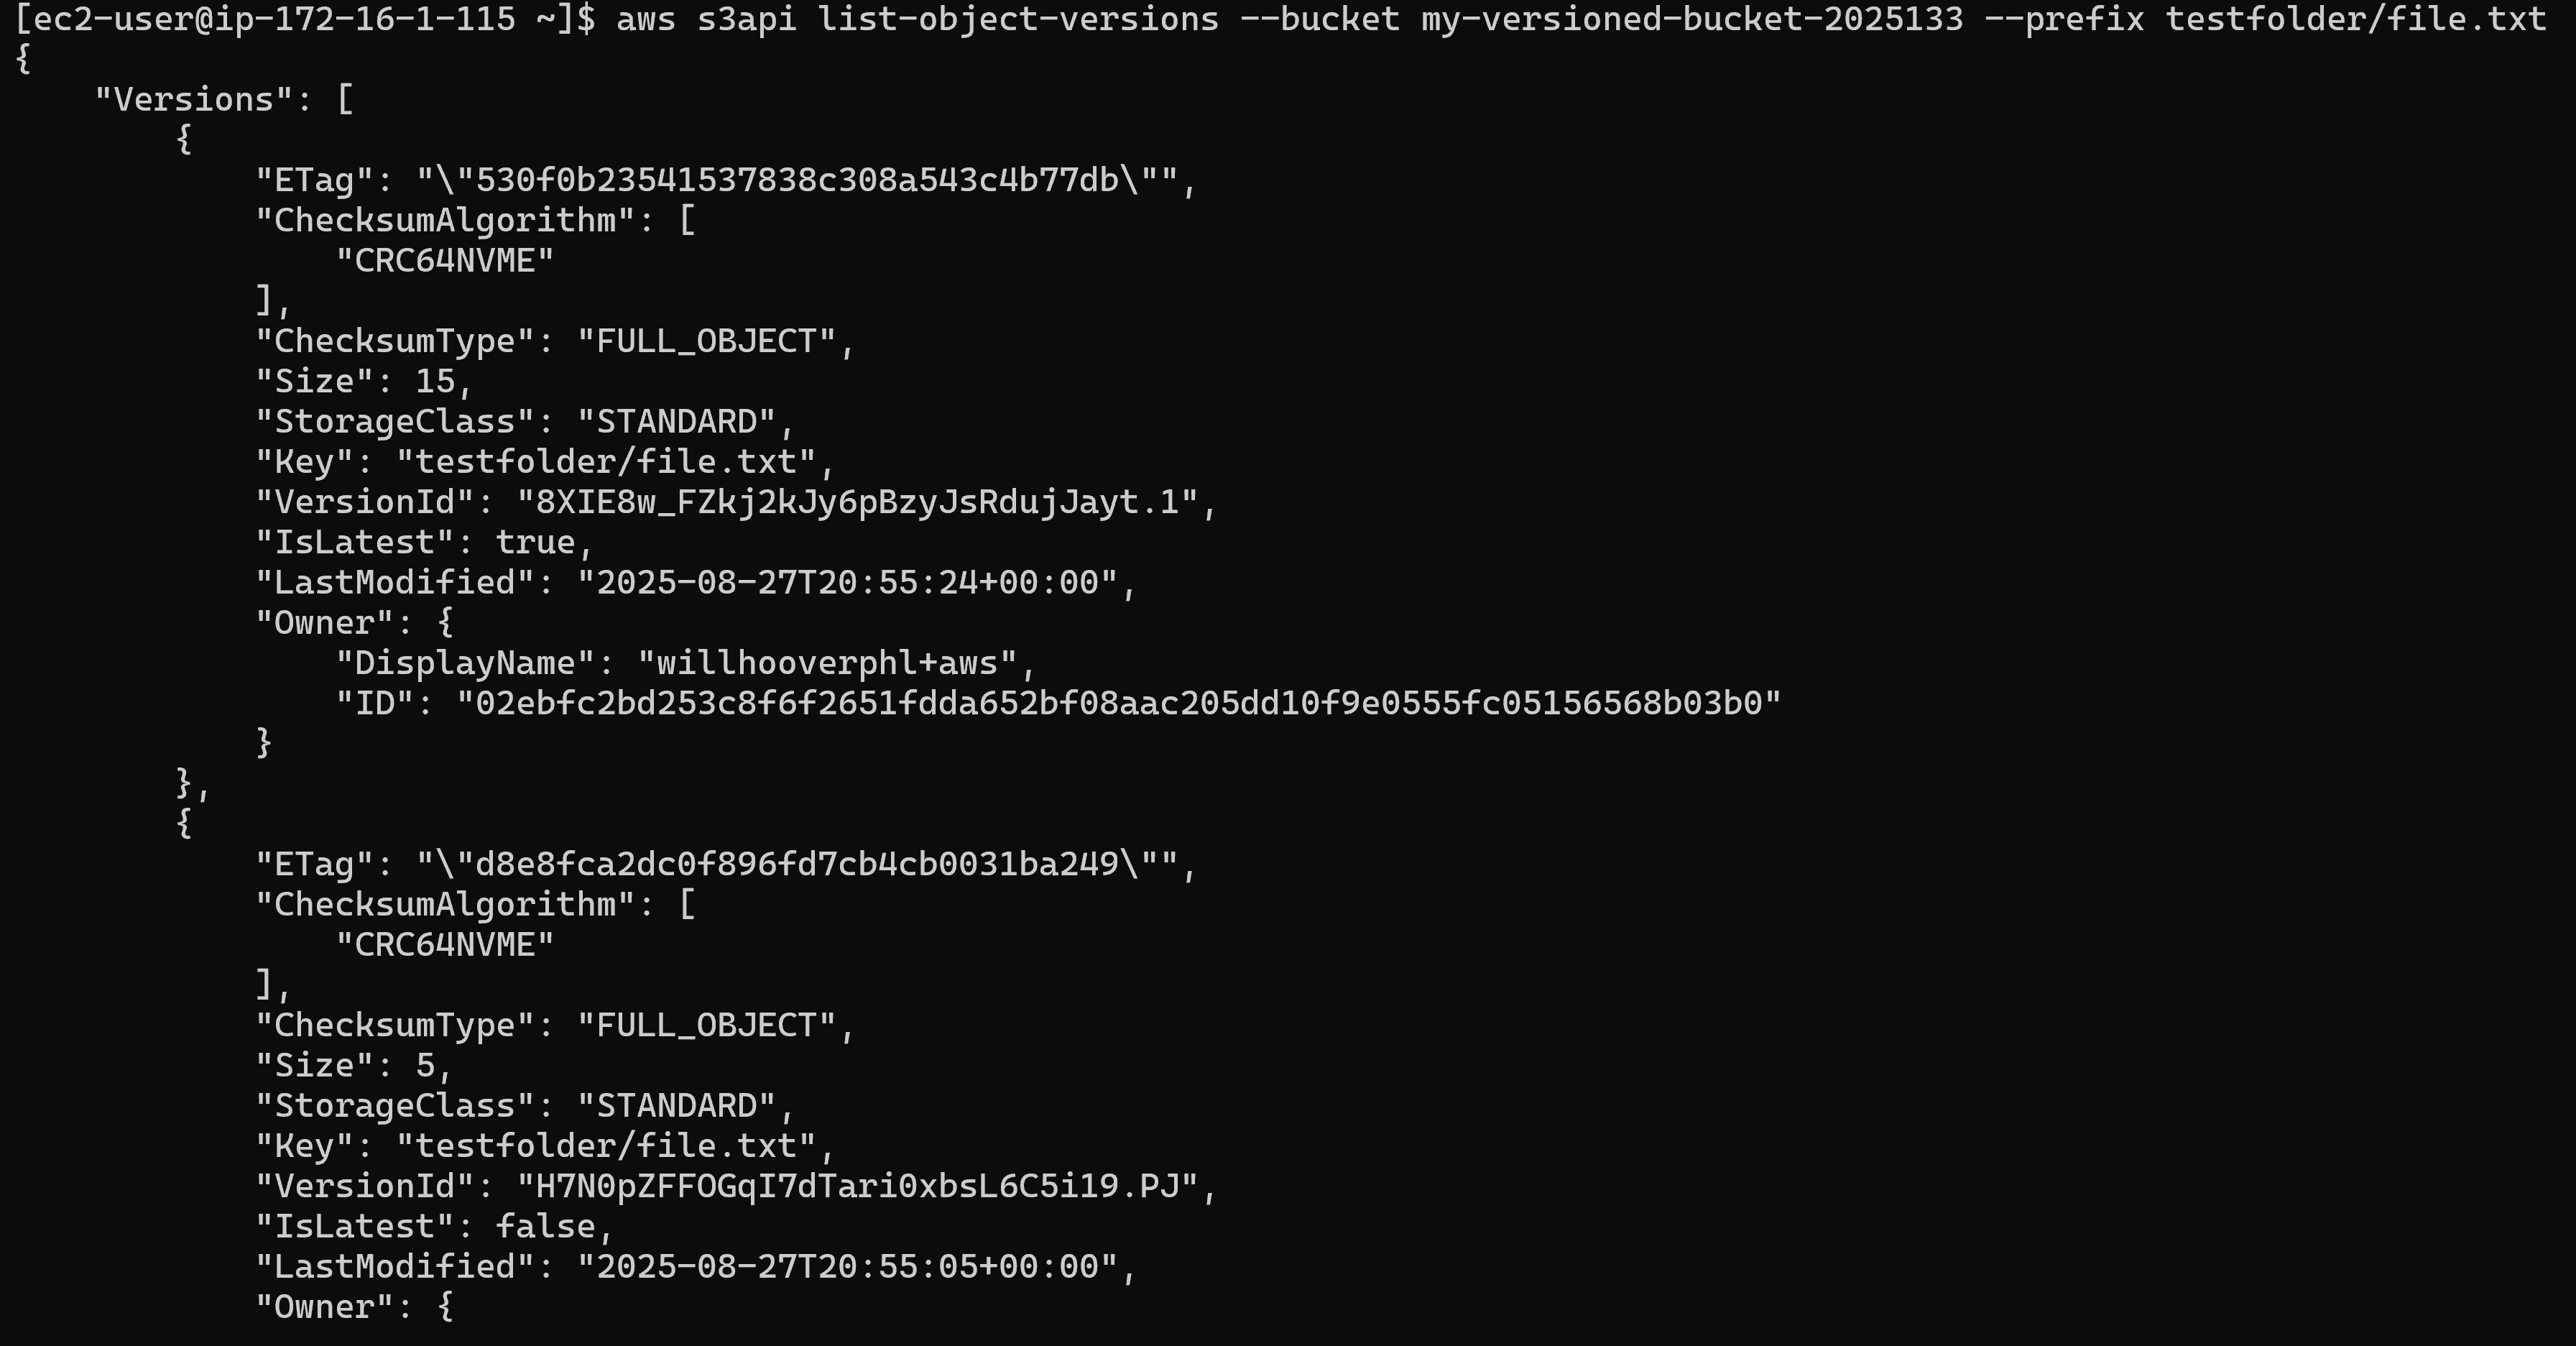 [ec2-user@ip-172-16-1-115 ~]$ aws s3api list-object-versions --bucket my-versioned-bucket-2025133 --prefix testfolder/file.txt
{
    "Versions": [
        {
            "ETag": "\"530f0b23541537838c308a543c4b77db\"",
            "ChecksumAlgorithm": [
                "CRC64NVME"
            ],
            "ChecksumType": "FULL_OBJECT",
            "Size": 15,
            "StorageClass": "STANDARD",
            "Key": "testfolder/file.txt",
            "VersionId": "8XIE8w_FZkj2kJy6pBzyJsRdujJayt.1",
            "IsLatest": true,
            "LastModified": "2025-08-27T20:55:24+00:00",
            "Owner": {
                "DisplayName": "willhooverphl+aws",
                "ID": "02ebfc2bd253c8f6f2651fdda652bf08aac205dd10f9e0555fc05156568b03b0"
            }
        },
        {
            "ETag": "\"d8e8fca2dc0f896fd7cb4cb0031ba249\"",
            "ChecksumAlgorithm": [
                "CRC64NVME"
            ],
            "ChecksumType": "FULL_OBJECT",
            "Size": 5,
            "StorageClass": "STANDARD",
            "Key": "testfolder/file.txt",
            "VersionId": "H7N0pZFFOGqI7dTari0xbsL6C5i19.PJ",
            "IsLatest": false,
            "LastModified": "2025-08-27T20:55:05+00:00",
            "Owner": {